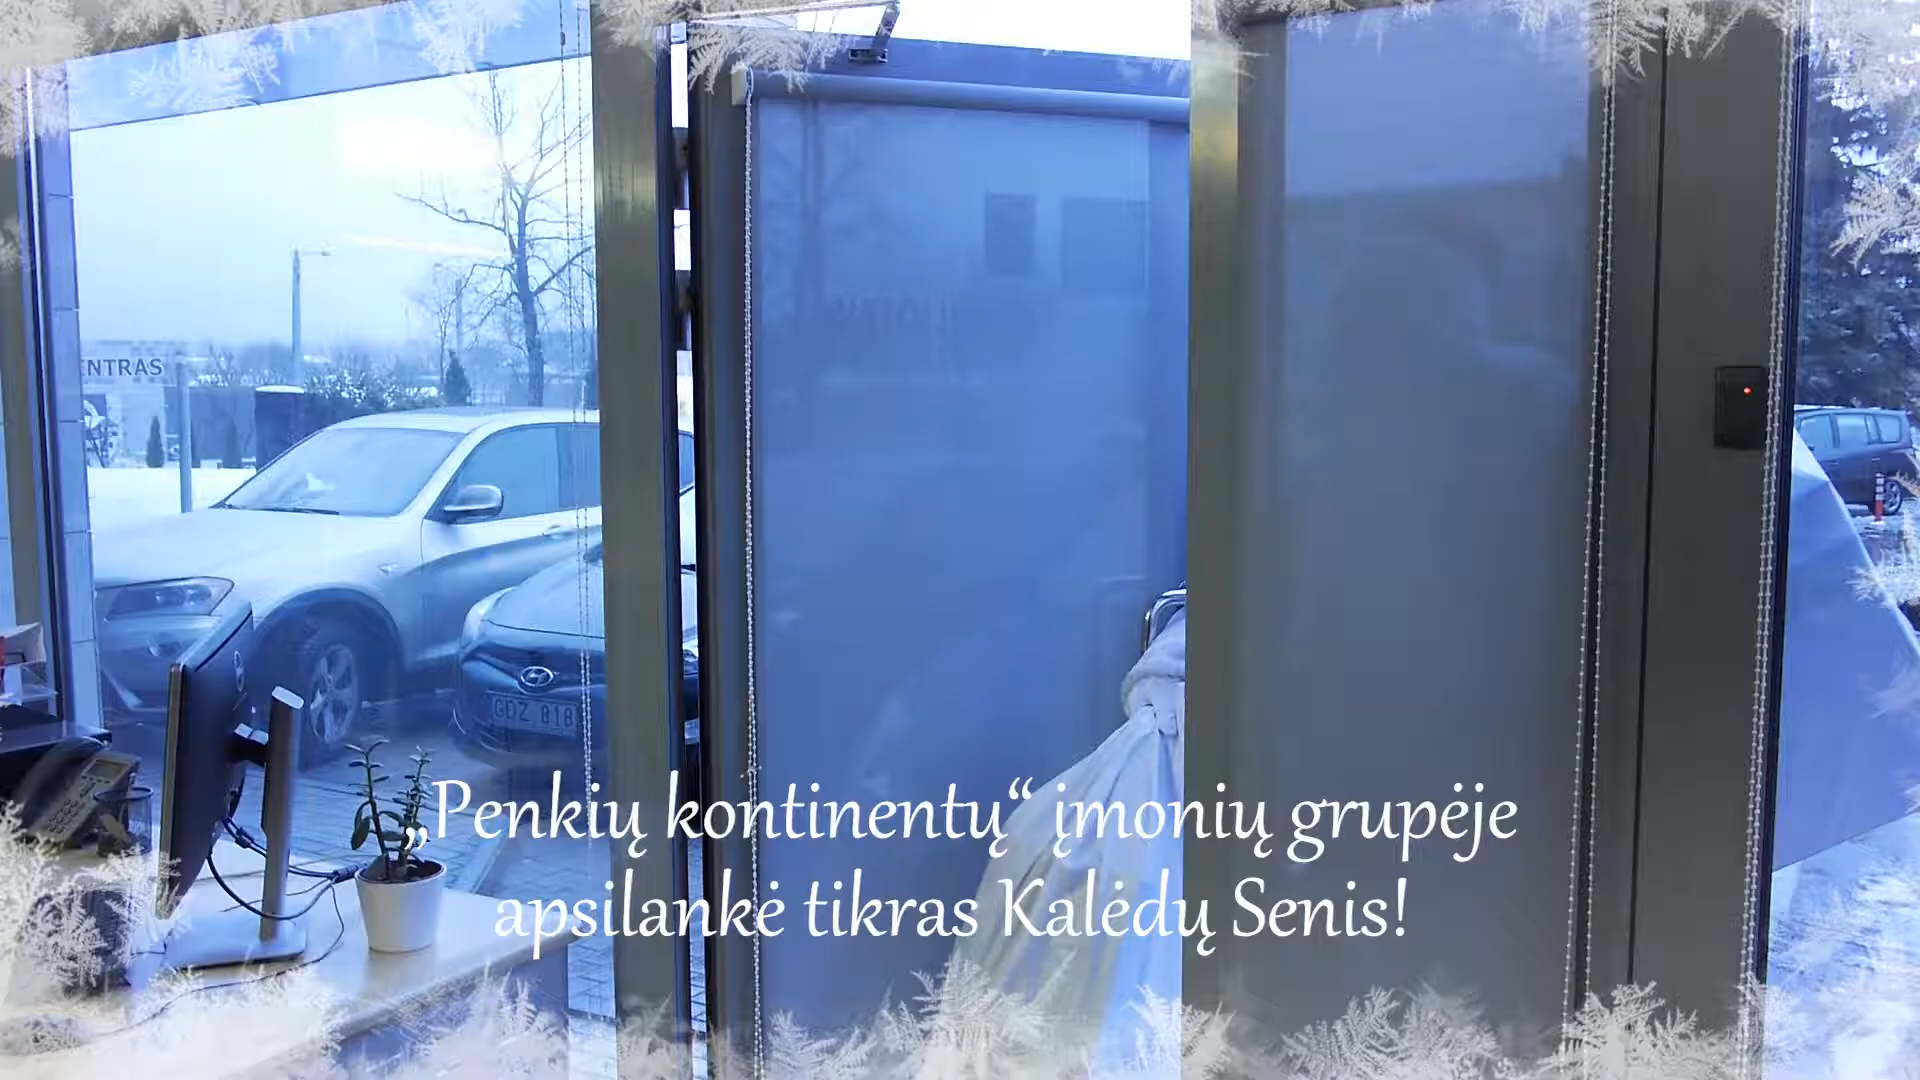 ENTRAS
GDZ 818
„Penkių kontinentų“ įmonių grupėje
apsilankė tikras Kalėdų Senis!